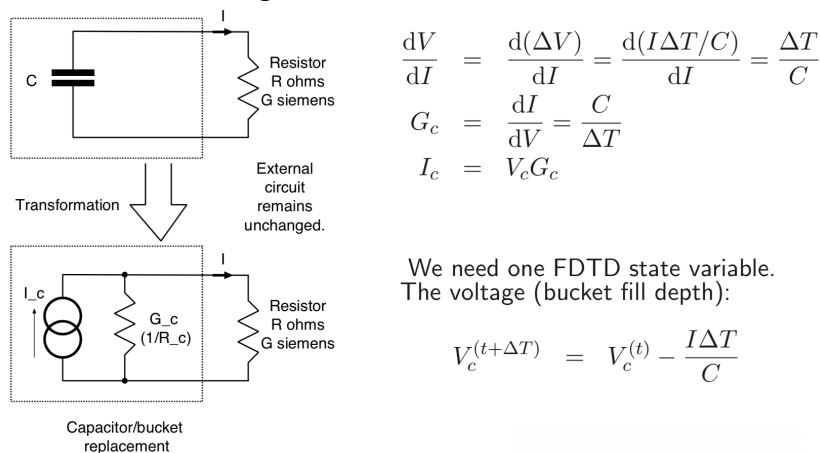 I
C
Resistor
R ohms
G siemens
Transformation
External
circuit
remains
unchanged.
I
I_c
G_c
(1/R_c)
Resistor
R ohms
G siemens
Capacitor/bucket
replacement
dV/dI = d(ΔV)/dI = d(IΔT/C)/dI = ΔT/C
G_c = dI/dV = C/ΔT
I_c = V_cG_c
We need one FDTD state variable.
The voltage (bucket fill depth):
V_c^(t+ΔT) = V_c^(t) − IΔT/C